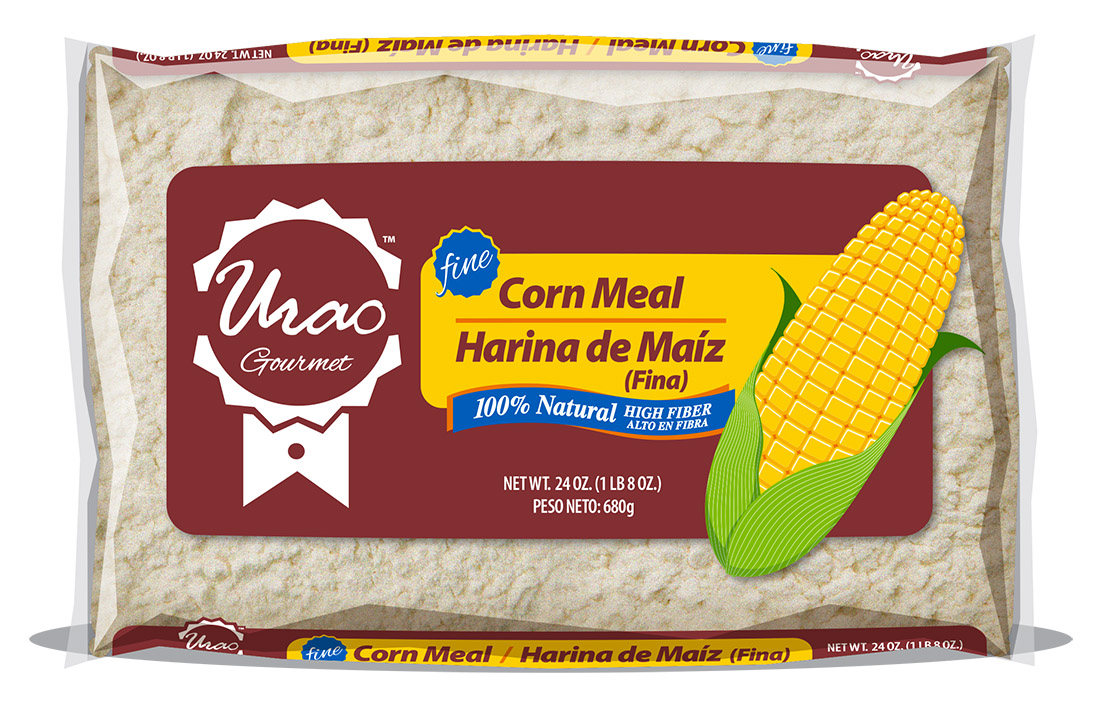 NET WT. 24 OZ. (1 LB 8 OZ.)
Corn Meal / Harina de Maíz (Fina)
fine
Urao
Urao
Gourmet
TM
fine
Corn Meal
Harina de Maíz
(Fina)
100% Natural HIGH FIBER
ALTO EN FIBRA
NET WT. 24 OZ. (1 LB 8 OZ.)
PESO NETO: 680g
Urao
fine Corn Meal / Harina de Maíz (Fina)
NET WT. 24 OZ. (1 LB 8 OZ.)